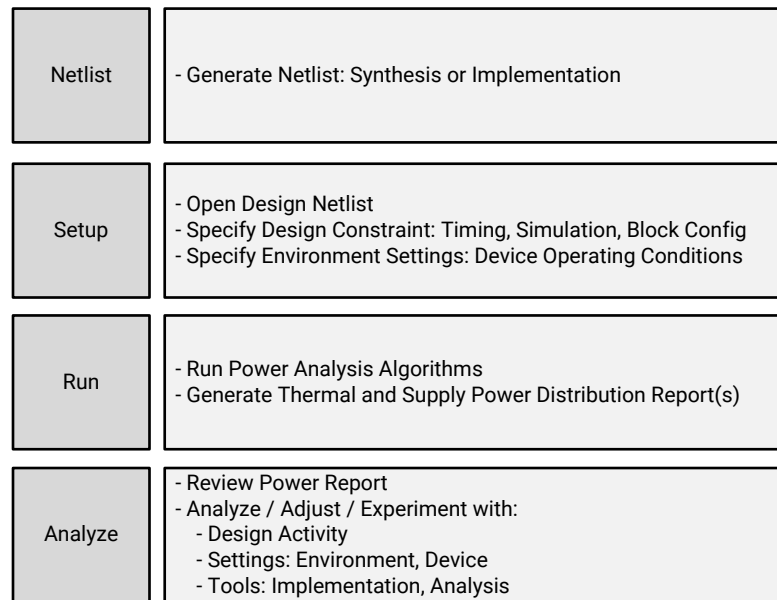 Netlist
- Generate Netlist: Synthesis or Implementation
Setup
- Open Design Netlist
- Specify Design Constraint: Timing, Simulation, Block Config
- Specify Environment Settings: Device Operating Conditions
Run
- Run Power Analysis Algorithms
- Generate Thermal and Supply Power Distribution Report(s)
Analyze
- Review Power Report
- Analyze / Adjust / Experiment with:
- Design Activity
- Settings: Environment, Device
- Tools: Implementation, Analysis